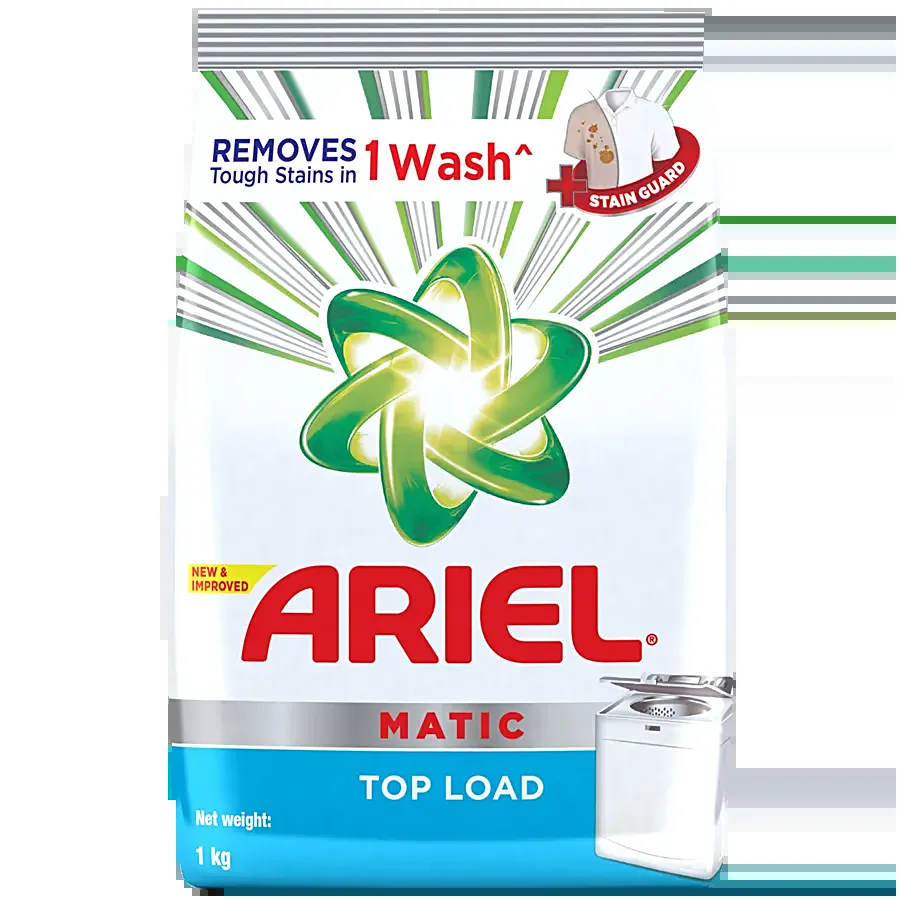 REMOVES
Tough Stains in
1 Wash^
STAIN GUARD
NEW &
IMPROVED
ARIEL®
MATIC
TOP LOAD
Net weight:
1 kg